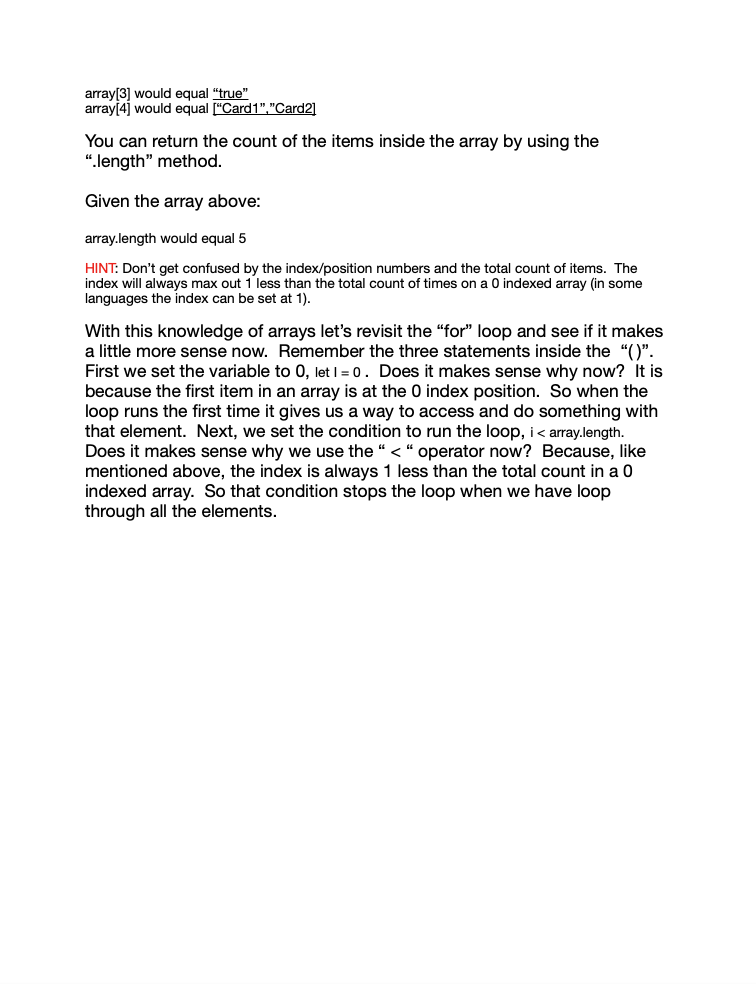 array[3] would equal “true”
array[4] would equal [“Card1”,”Card2]
You can return the count of the items inside the array by using the
“.length” method.
Given the array above:
array.length would equal 5
HINT: Don’t get confused by the index/position numbers and the total count of items.  The
index will always max out 1 less than the total count of times on a 0 indexed array (in some
languages the index can be set at 1).
With this knowledge of arrays let’s revisit the “for” loop and see if it makes
a little more sense now.  Remember the three statements inside the  “( )”.
First we set the variable to 0, let I = 0 .  Does it makes sense why now?  It is
because the first item in an array is at the 0 index position.  So when the
loop runs the first time it gives us a way to access and do something with
that element.  Next, we set the condition to run the loop, i < array.length.
Does it makes sense why we use the “ < “ operator now?  Because, like
mentioned above, the index is always 1 less than the total count in a 0
indexed array.  So that condition stops the loop when we have loop
through all the elements.